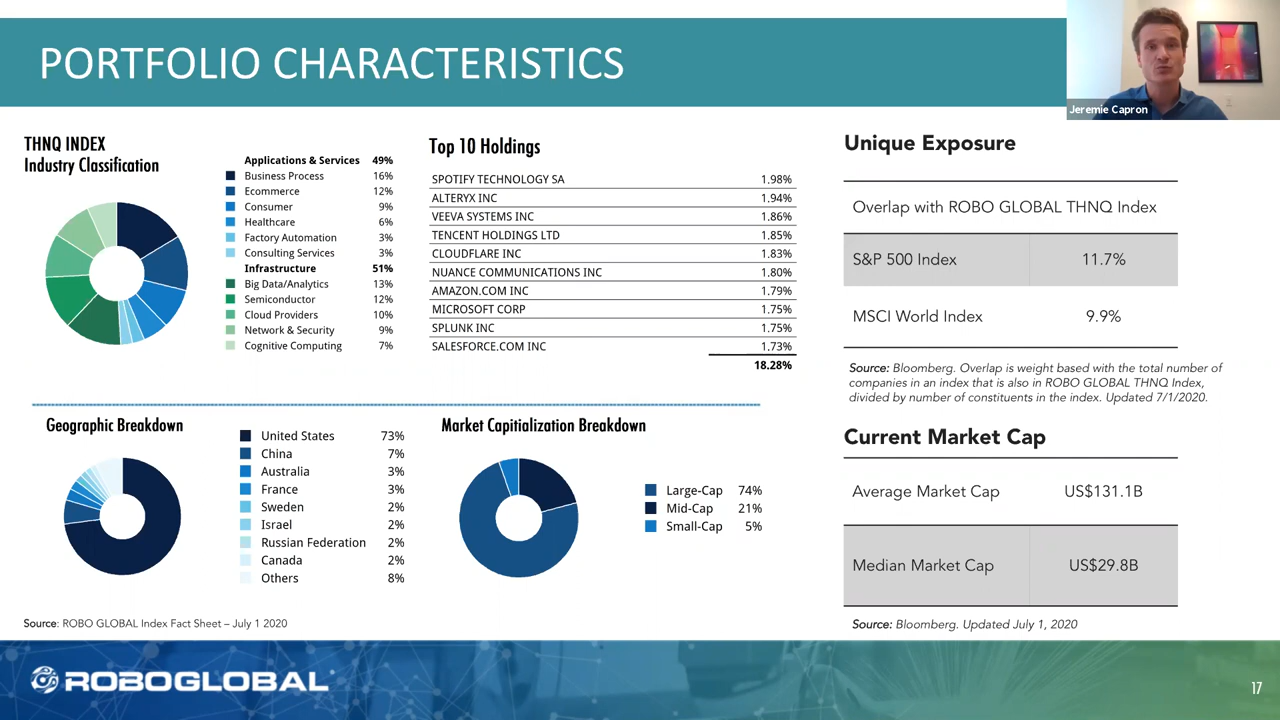 PORTFOLIO CHARACTERISTICS
Jeremie Capron
THNQ INDEX
Industry Classification
Applications & Services 49%
Business Process 16%
Ecommerce 12%
Consumer 9%
Healthcare 6%
Factory Automation 3%
Consulting Services 3%
Infrastructure 51%
Big Data/Analytics 13%
Semiconductor 12%
Cloud Providers 10%
Network & Security 9%
Cognitive Computing 7%
Top 10 Holdings
SPOTIFY TECHNOLOGY SA 1.98%
ALTERYX INC 1.94%
VEEVA SYSTEMS INC 1.86%
TENCENT HOLDINGS LTD 1.85%
CLOUDFLARE INC 1.83%
NUANCE COMMUNICATIONS INC 1.80%
AMAZON.COM INC 1.79%
MICROSOFT CORP 1.75%
SPLUNK INC 1.75%
SALESFORCE.COM INC 1.73%
18.28%
Unique Exposure
Overlap with ROBO GLOBAL THNQ Index
S&P 500 Index 11.7%
MSCI World Index 9.9%
Source: Bloomberg. Overlap is weight based with the total number of
companies in an index that is also in ROBO GLOBAL THNQ Index,
divided by number of constituents in the index. Updated 7/1/2020.
Geographic Breakdown
United States 73%
China 7%
Australia 3%
France 3%
Sweden 2%
Israel 2%
Russian Federation 2%
Canada 2%
Others 8%
Market Capitialization Breakdown
Large-Cap 74%
Mid-Cap 21%
Small-Cap 5%
Current Market Cap
Average Market Cap US$131.1B
Median Market Cap US$29.8B
Source: Bloomberg. Updated July 1, 2020
Source: ROBO GLOBAL Index Fact Sheet – July 1 2020
ROBOGLOBAL
17